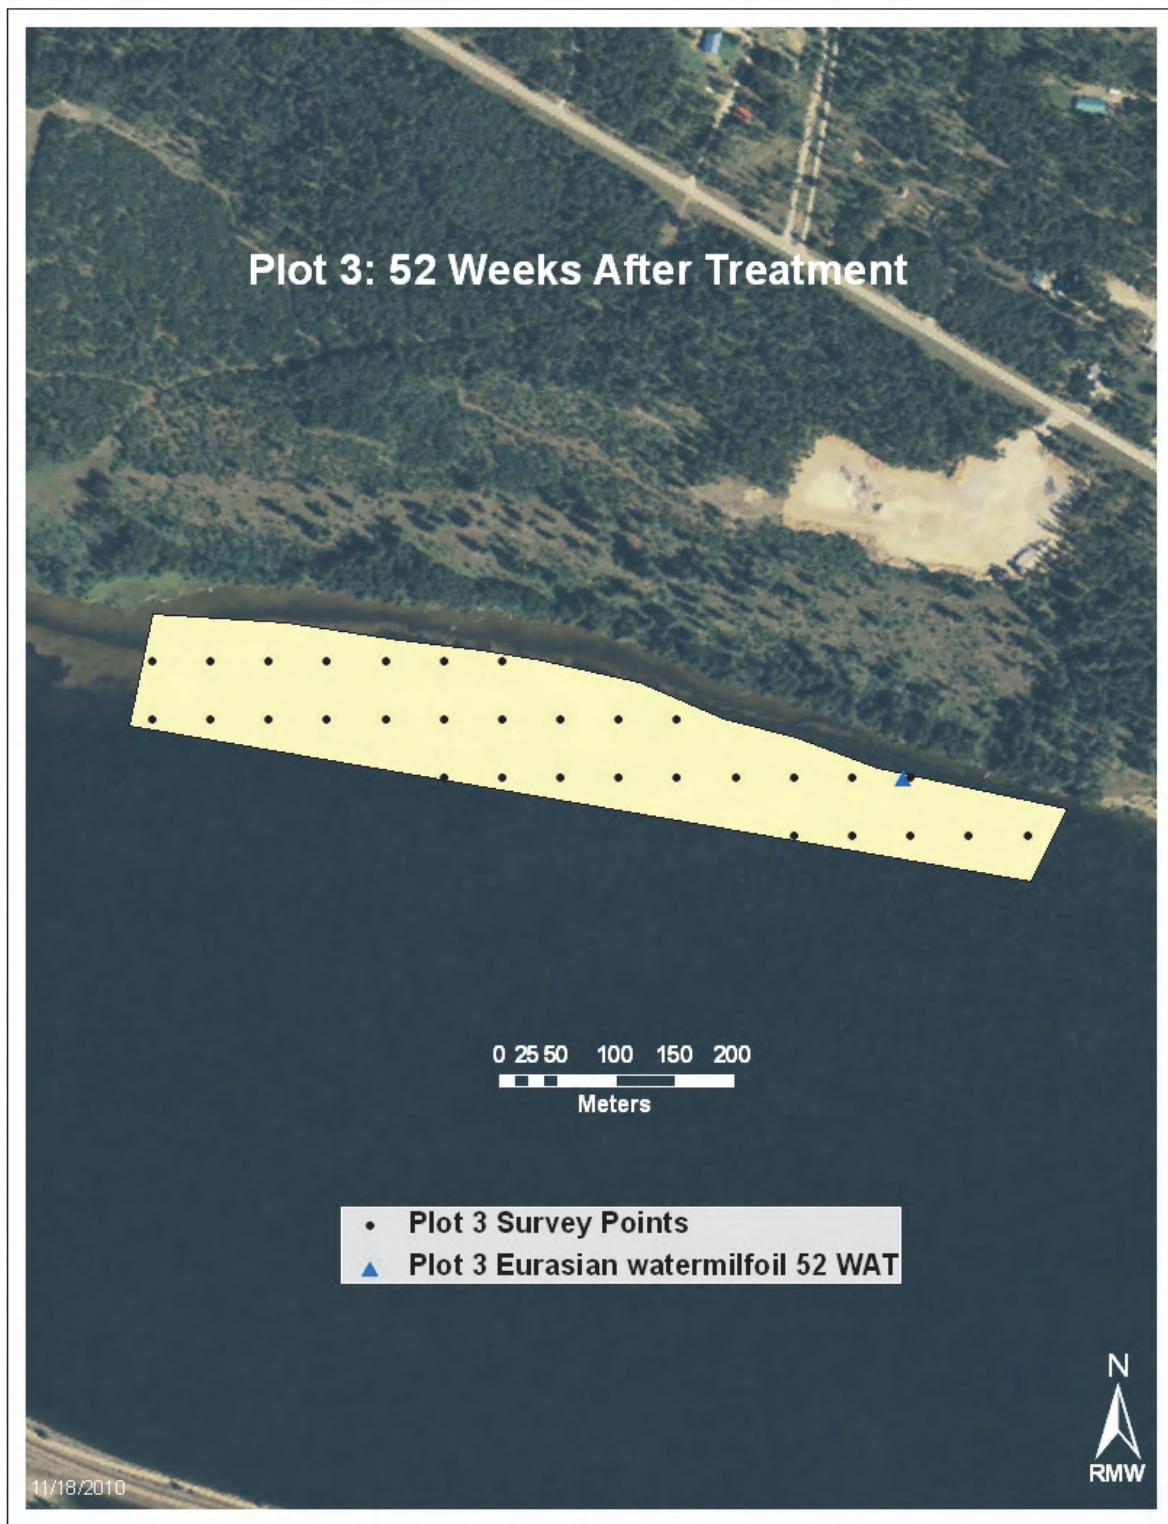 Plot 3: 52 Weeks After Treatment
0 25 50 100 150 200
Meters
Plot 3 Survey Points
Plot 3 Eurasian watermilfoil 52 WAT
N
RMW
11/18/2010